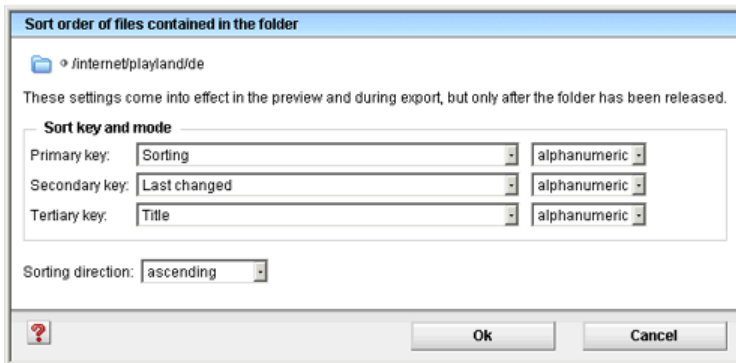 Sort order of files contained in the folder
/internet/playland/de
These settings come into effect in the preview and during export, but only after the folder has been released.
Sort key and mode
Primary key: Sorting alphanumeric
Secondary key: Last changed alphanumeric
Tertiary key: Title alphanumeric
Sorting direction: ascending
? Ok Cancel